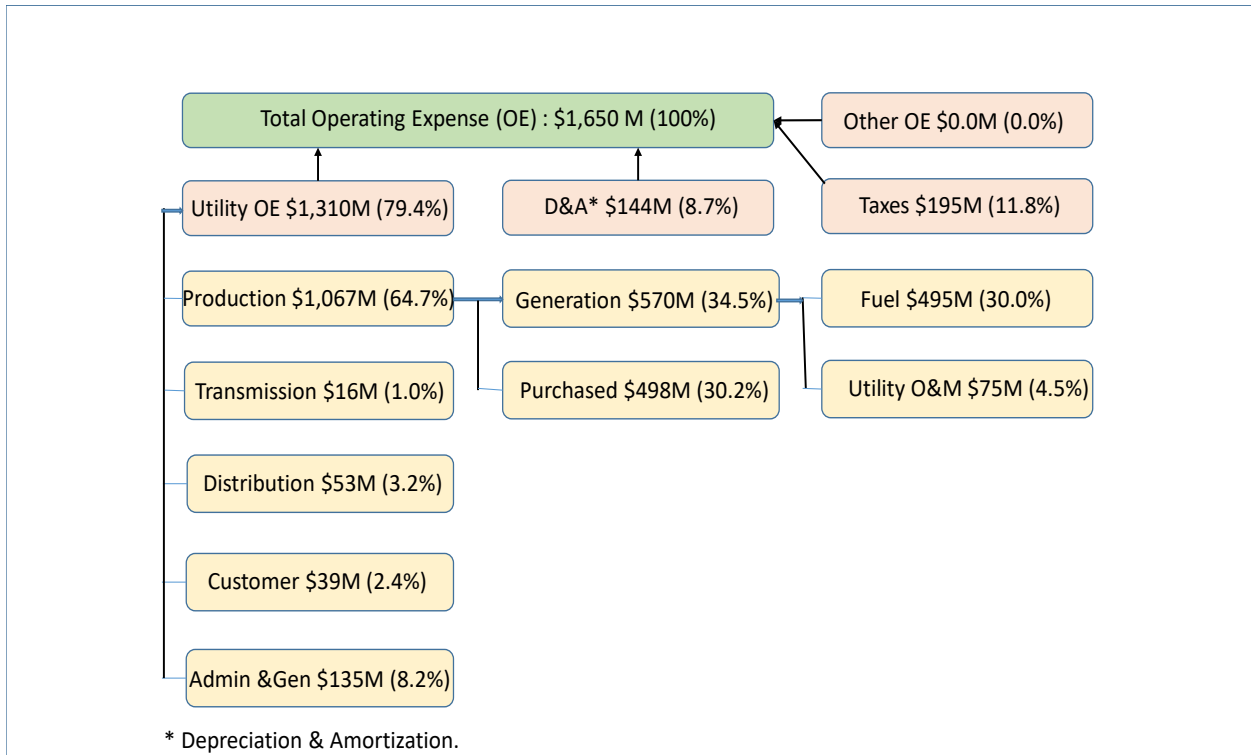 Total Operating Expense (OE) : $1,650 M (100%)
Other OE $0.0M (0.0%)
Utility OE $1,310M (79.4%)
D&A* $144M (8.7%)
Taxes $195M (11.8%)
Production $1,067M (64.7%)
Generation $570M (34.5%)
Fuel $495M (30.0%)
Transmission $16M (1.0%)
Purchased $498M (30.2%)
Utility O&M $75M (4.5%)
Distribution $53M (3.2%)
Customer $39M (2.4%)
Admin &Gen $135M (8.2%)
* Depreciation & Amortization.